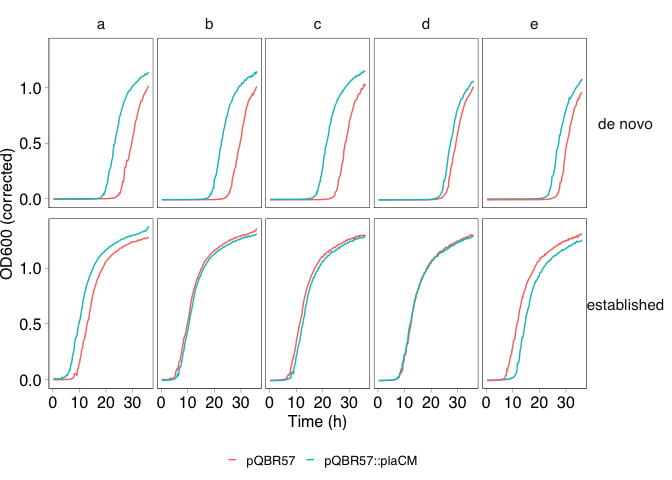 a b c d e
1.0
0.5
0.0
de novo
1.0
0.5
0.0
established
OD600 (corrected)
0 10 20 30 0 10 20 30 0 10 20 30 0 10 20 30 0 10 20 30
Time (h)
pQBR57 pQBR57::plaCM